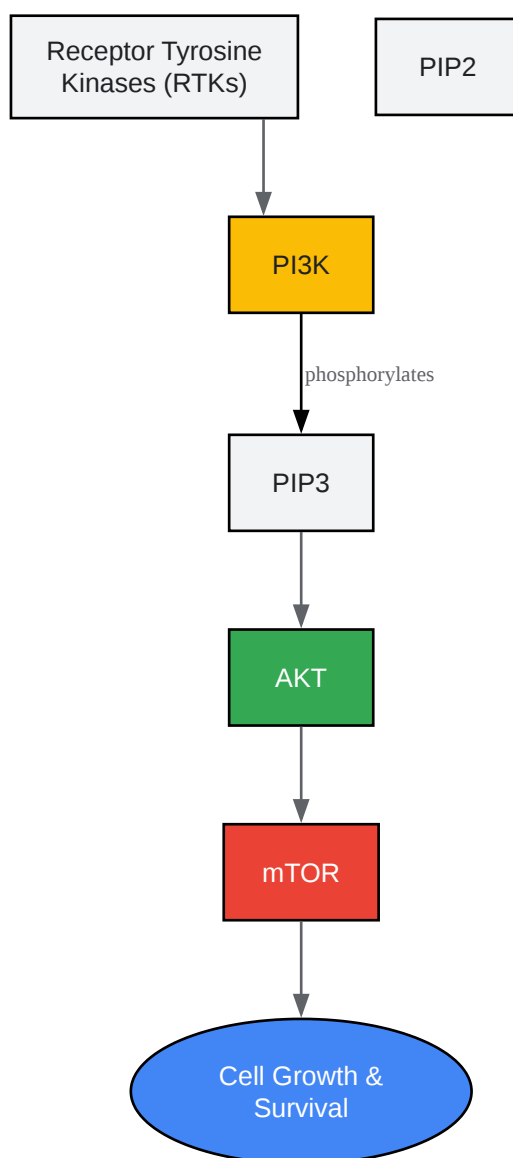 Receptor Tyrosine
Kinases (RTKs)
PIP2
PI3K
phosphorylates
PIP3
AKT
mTOR
Cell Growth &
Survival